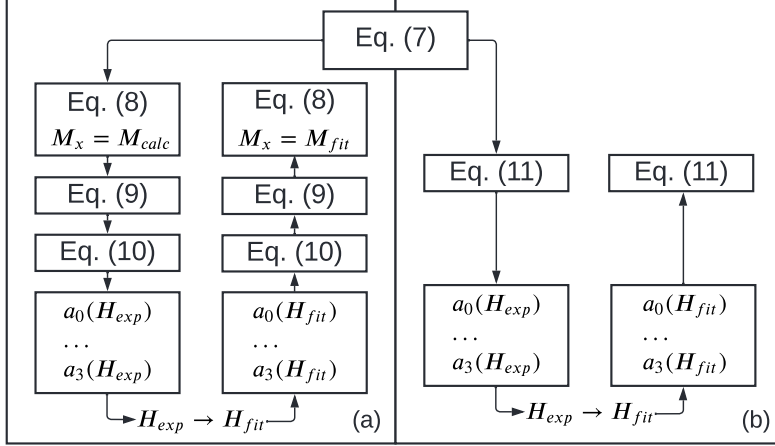 Eq. (7)
Eq. (8)
M_x = M_calc
Eq. (9)
Eq. (10)
a_0(H_exp)
...
a_3(H_exp)
H_exp → H_fit
Eq. (8)
M_x = M_fit
Eq. (9)
Eq. (10)
a_0(H_fit)
...
a_3(H_fit)
(a)
Eq. (11)
a_0(H_exp)
...
a_3(H_exp)
H_exp → H_fit
Eq. (11)
a_0(H_fit)
...
a_3(H_fit)
(b)